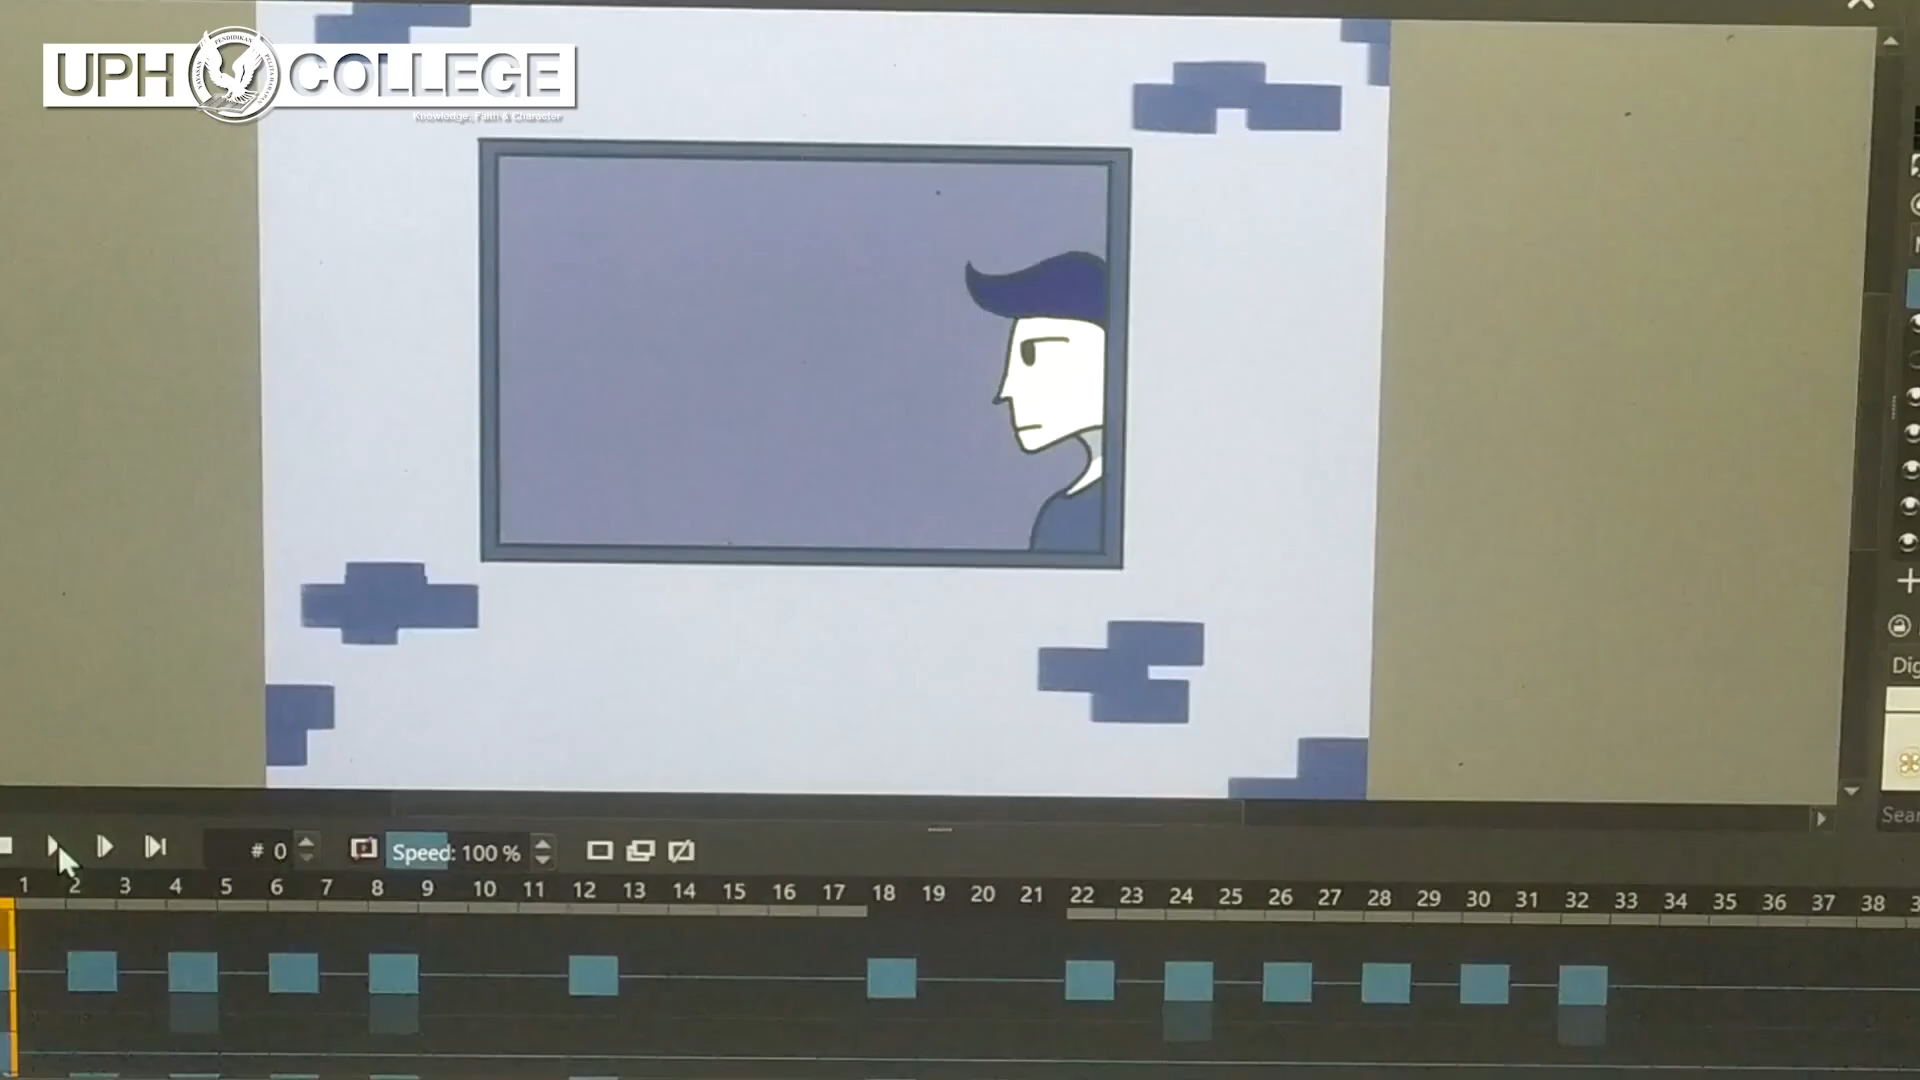 UPH COLLEGE
PENDIDIKAN
Knowledge, Faith & Character
Dig
Sear
# 0
Speed: 100 %
1 2 3 4 5 6 7 8 9 10 11 12 13 14 15 16 17 18 19 20 21 22 23 24 25 26 27 28 29 30 31 32 33 34 35 36 37 38